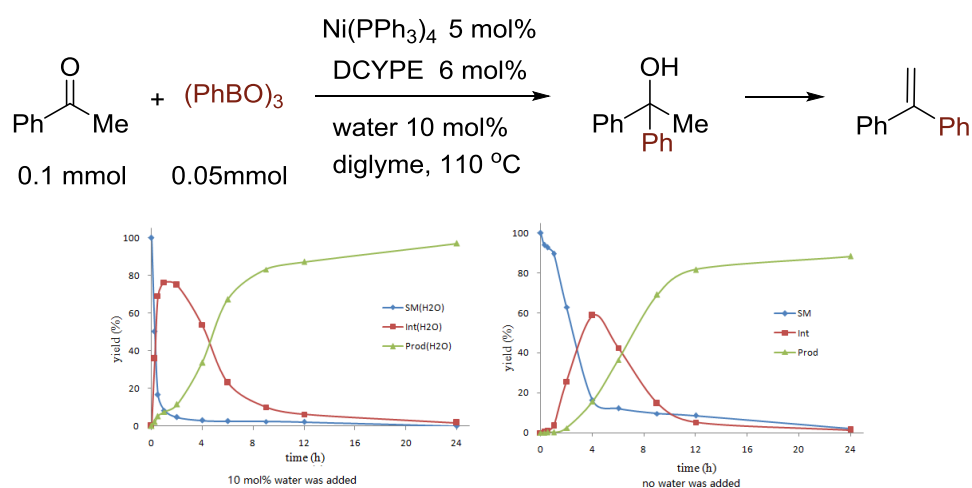 O
Ph
Me
+
(PhBO)3
0.1 mmol
0.05mmol
Ni(PPh3)4 5 mol%
DCYPE 6 mol%
water 10 mol%
diglyme, 110 oC
OH
Ph
Me
Ph
Ph
Ph
100
80
60
40
20
0
yield (%)
0 4 8 12 16 20 24
time (h)
SM(H2O)
Int(H2O)
Prod(H2O)
10 mol% water was added
100
80
60
40
20
0
yield (%)
0 4 8 12 16 20 24
time (h)
SM
Int
Prod
no water was added